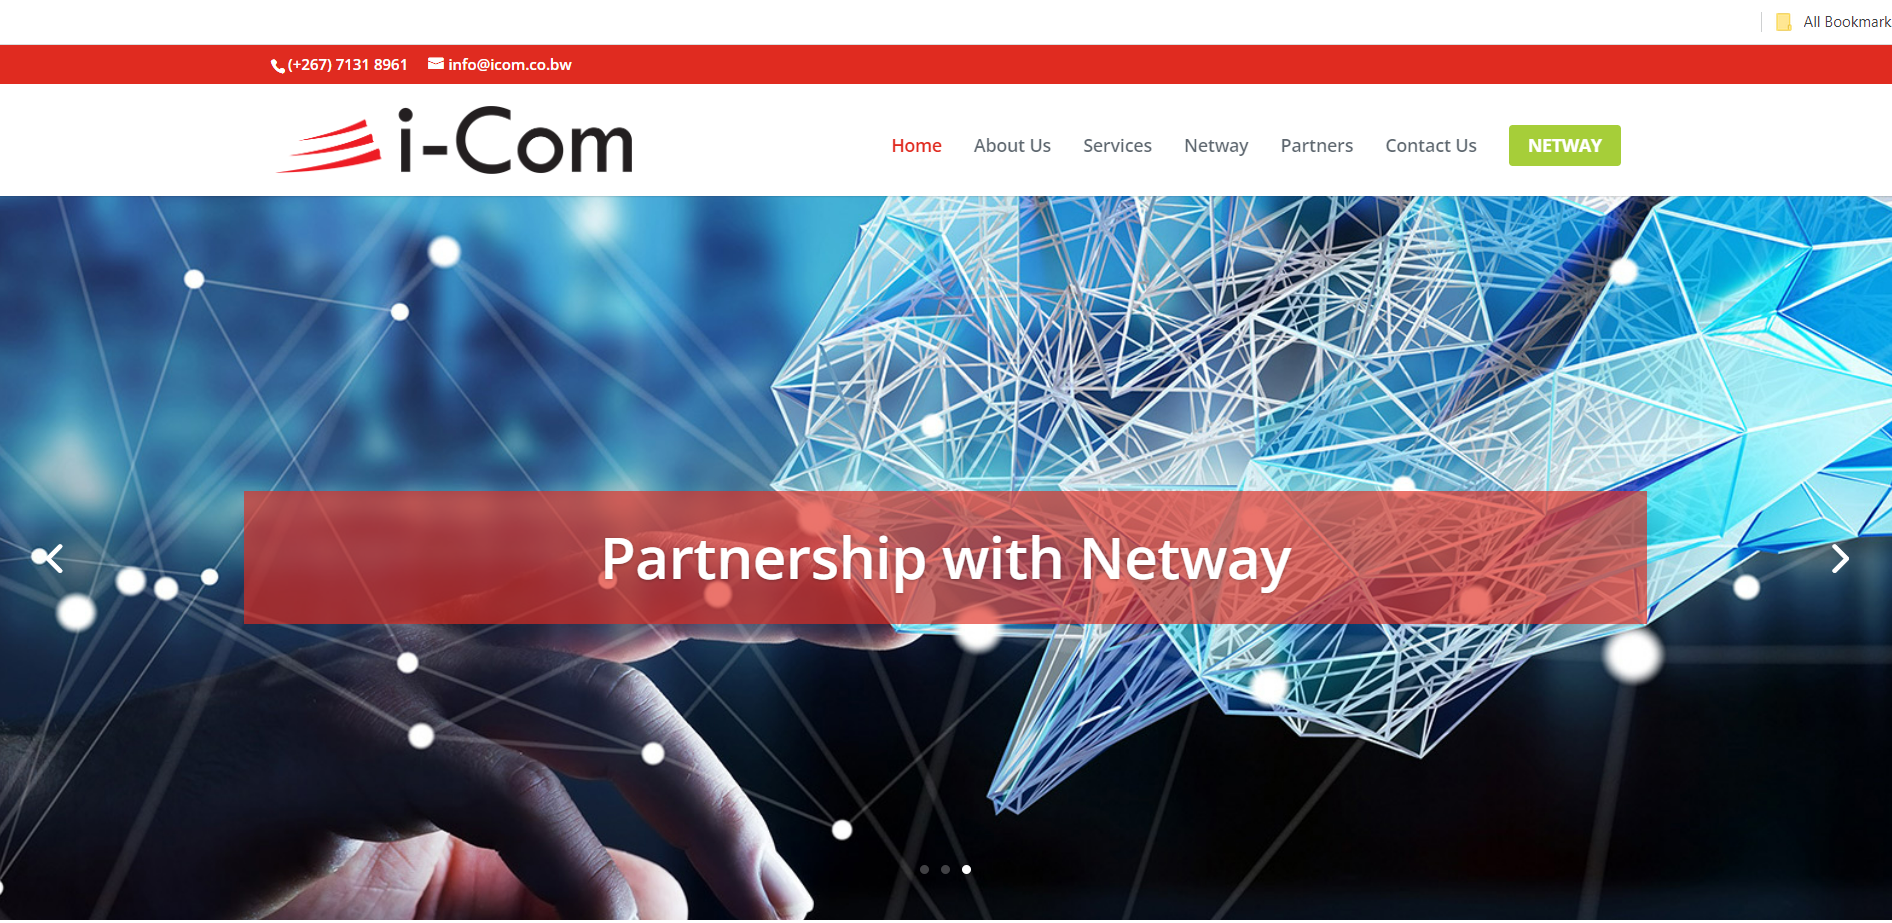 All Bookmark
(+267) 7131 8961 info@icom.co.bw
i-Com
Home About Us Services Netway Partners Contact Us NETWAY
Partnership with Netway